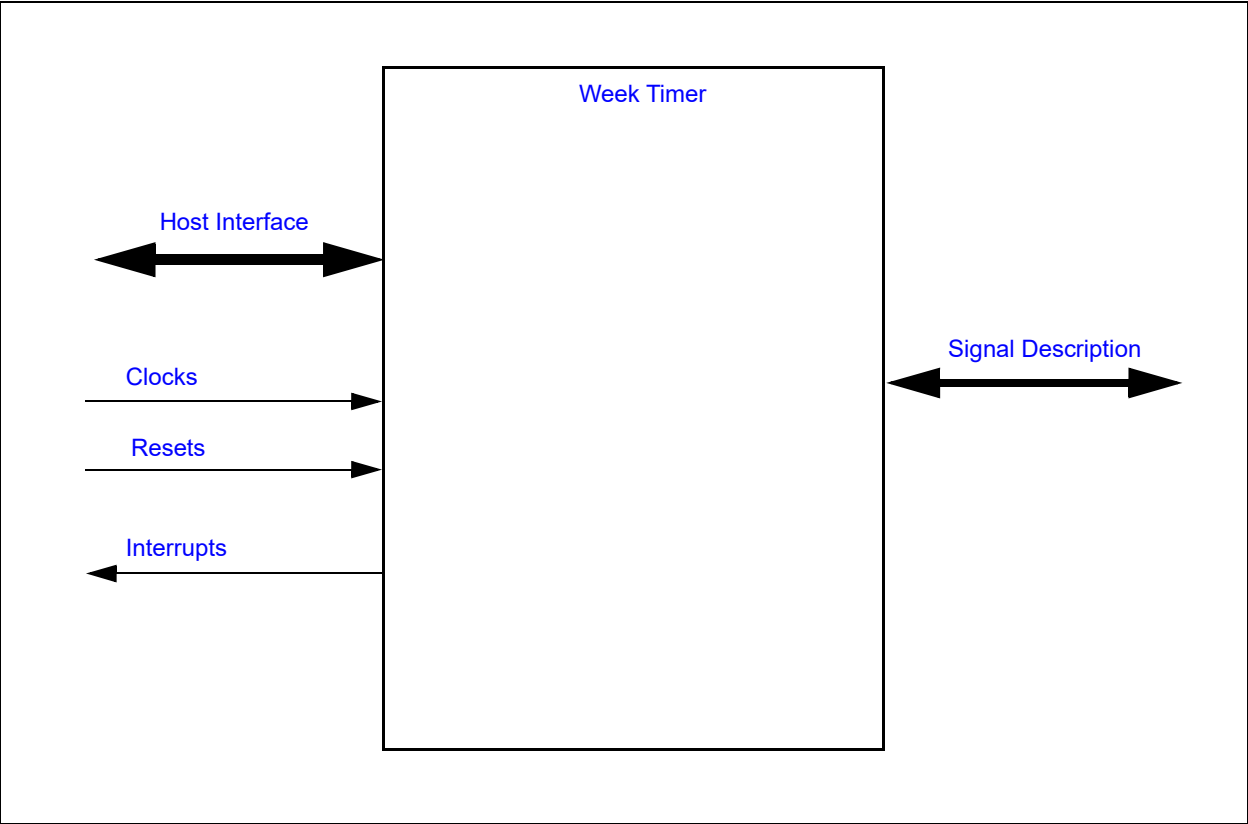 Week Timer
Host Interface
Signal Description
Clocks
Resets
Interrupts